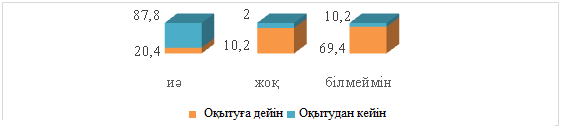 87,8 2 10,2
20,4 10,2 69,4
иә жоқ білмеймін
Оқытуға дейін Оқытудан кейін